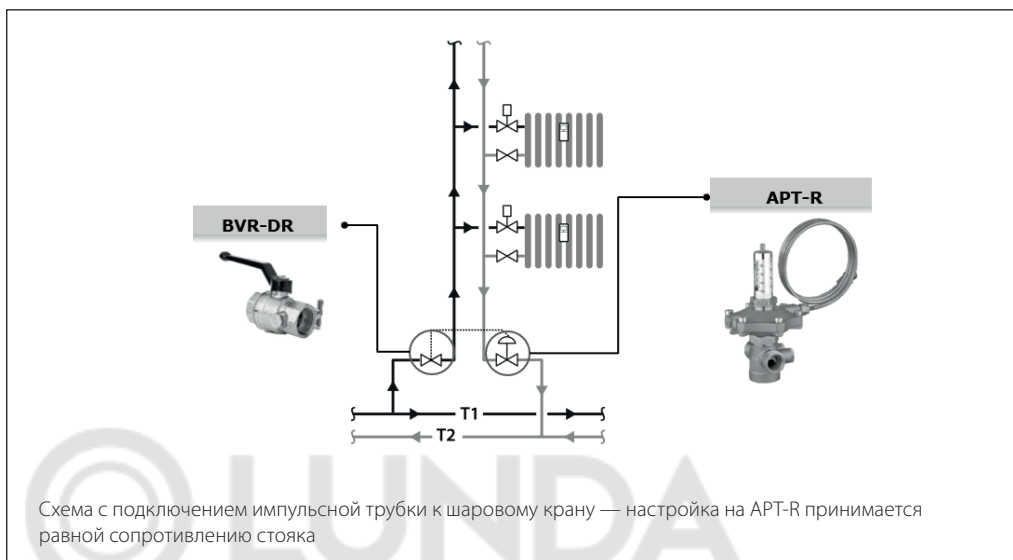 BVR-DR
APT-R
T1
T2
LUNDA
Схема с подключением импульсной трубки к шаровому крану — настройка на APT-R принимается
равной сопротивлению стояка